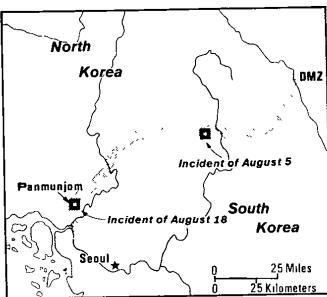 North
Korea
DMZ
Incident of August 5
Panmunjom
Incident of August 18
South
Korea
Seoul
0 25 Miles
0 25 Kilometers